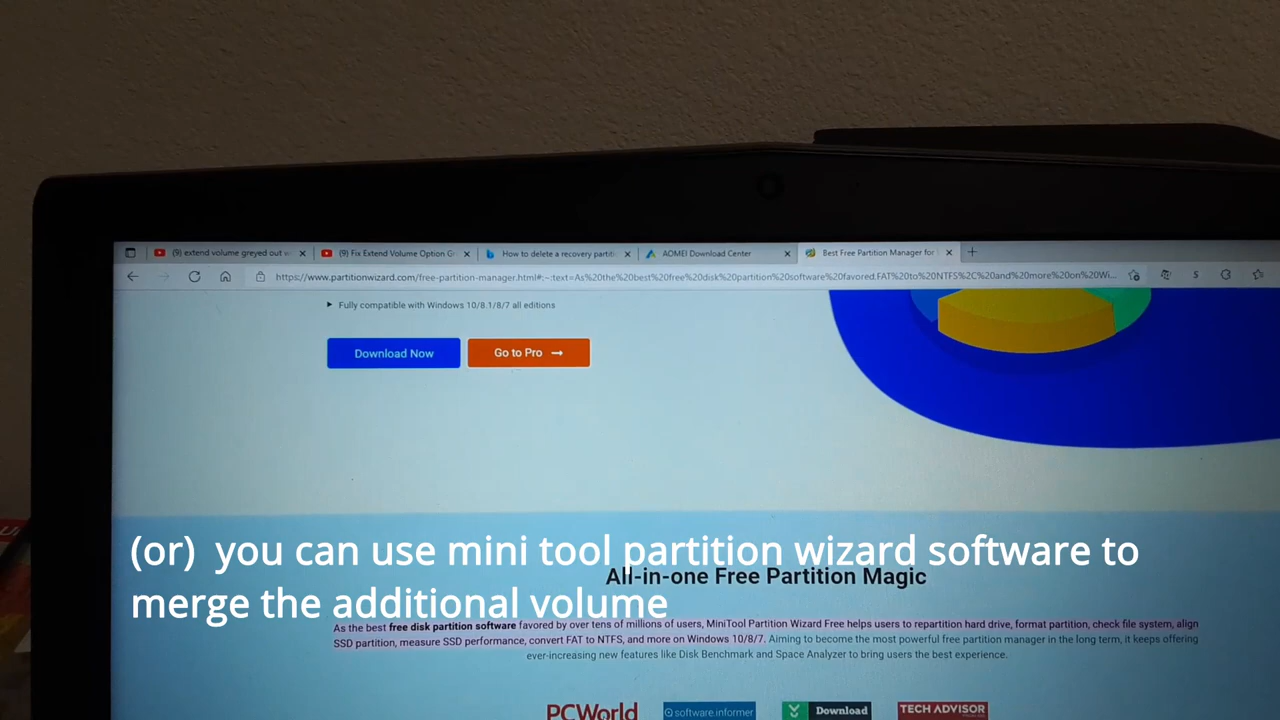 (9) extend volume greyed out w
(9) Fix Extend Volume Option G
How to delete a recovery partiti
AOMEI Download Center
Best Free Partition Manager for
https://www.partitionwizard.com/free-partition-manager.html#:~:text=As%20the%20best%20free%20disk%20partition%20software%20favored,FAT%20to%20NTFS%2C%20and%20more%20on%20Wi...
Fully compatible with Windows 10/8.1/8/7 all editions
Download Now
Go to Pro →
(or) you can use mini tool partition wizard software to
merge the additional volume
All-in-one Free Partition Magic
As the best free disk partition software favored by over tens of millions of users, MiniTool Partition Wizard Free helps users to repartition hard drive, format partition, check file system, align
SSD partition, measure SSD performance, convert FAT to NTFS, and more on Windows 10/8/7. Aiming to become the most powerful free partition manager in the long term, it keeps offering
ever-increasing new features like Disk Benchmark and Space Analyzer to bring users the best experience.
PCWorld
software informer
Download
TECH ADVISOR